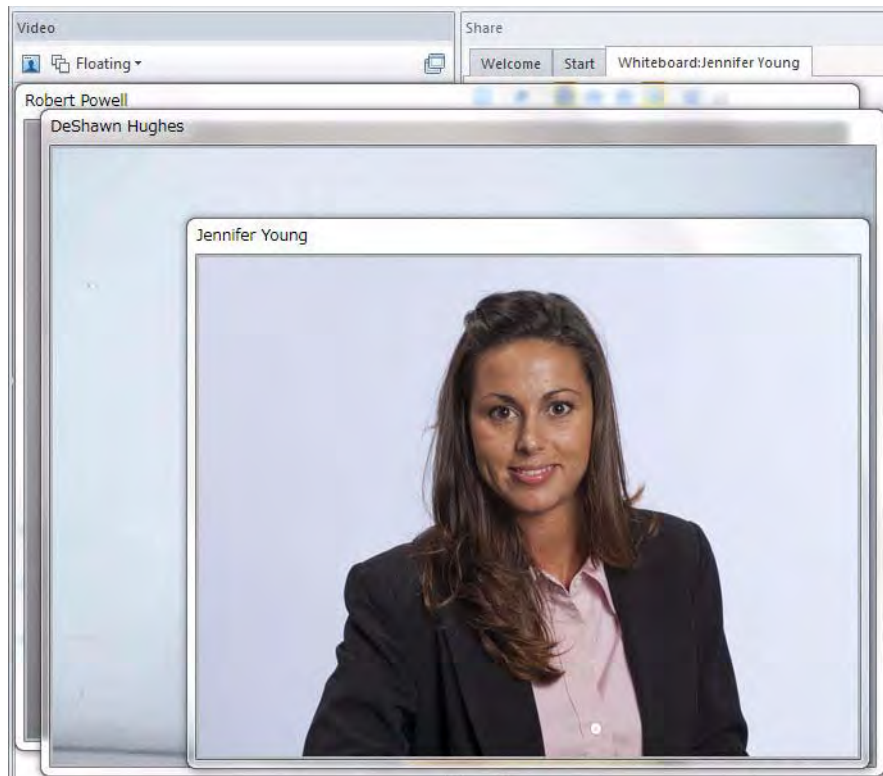 Video
Share
Floating
Welcome
Start
Whiteboard:Jennifer Young
Robert Powell
DeShawn Hughes
Jennifer Young